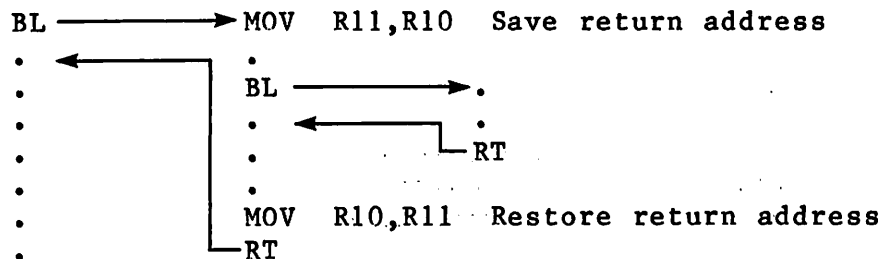 BL MOV R11,R10 Save return address
BL
RT
MOV R10,R11 Restore return address
RT